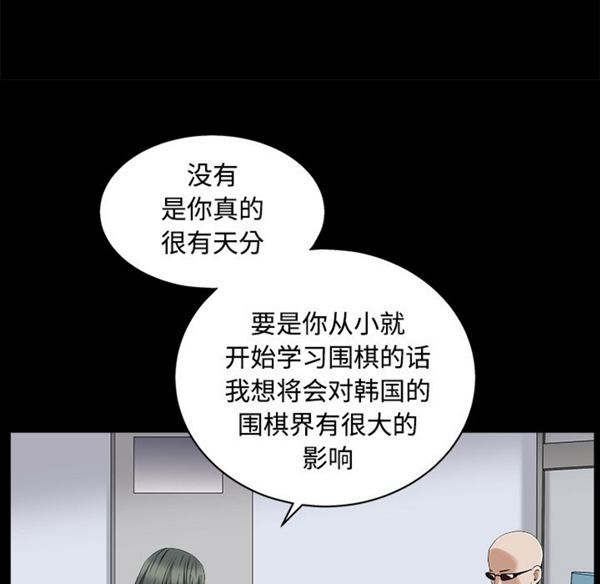 没有
是你真的
很有天分
要是你从小就
开始学习围棋的话
我想将会对韩国的
围棋界有很大的
影响